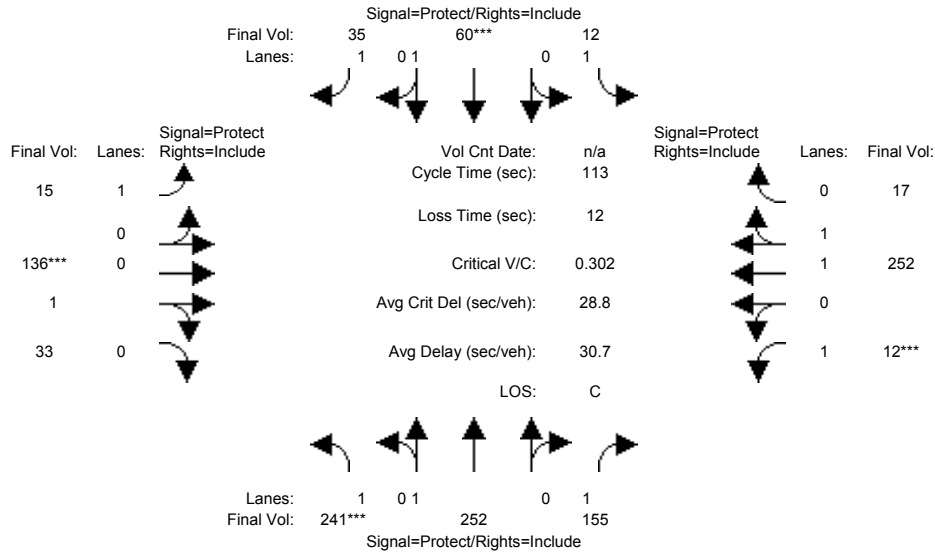 Signal=Protect/Rights=Include
Final Vol: 35 60*** 12
Lanes: 1 0 1 0 1
Signal=Protect
Final Vol: Lanes: Rights=Include
Vol Cnt Date: n/a
Signal=Protect
Rights=Include Lanes: Final Vol:
Cycle Time (sec): 113
15 1
0 17
Loss Time (sec): 12
0
1
136*** 0
Critical V/C: 0.302
1 252
1 0
Avg Crit Del (sec/veh): 28.8
0
33 0
Avg Delay (sec/veh): 30.7
1 12***
LOS: C
Lanes: 1 0 1 0 1
Final Vol: 241*** 252 155
Signal=Protect/Rights=Include